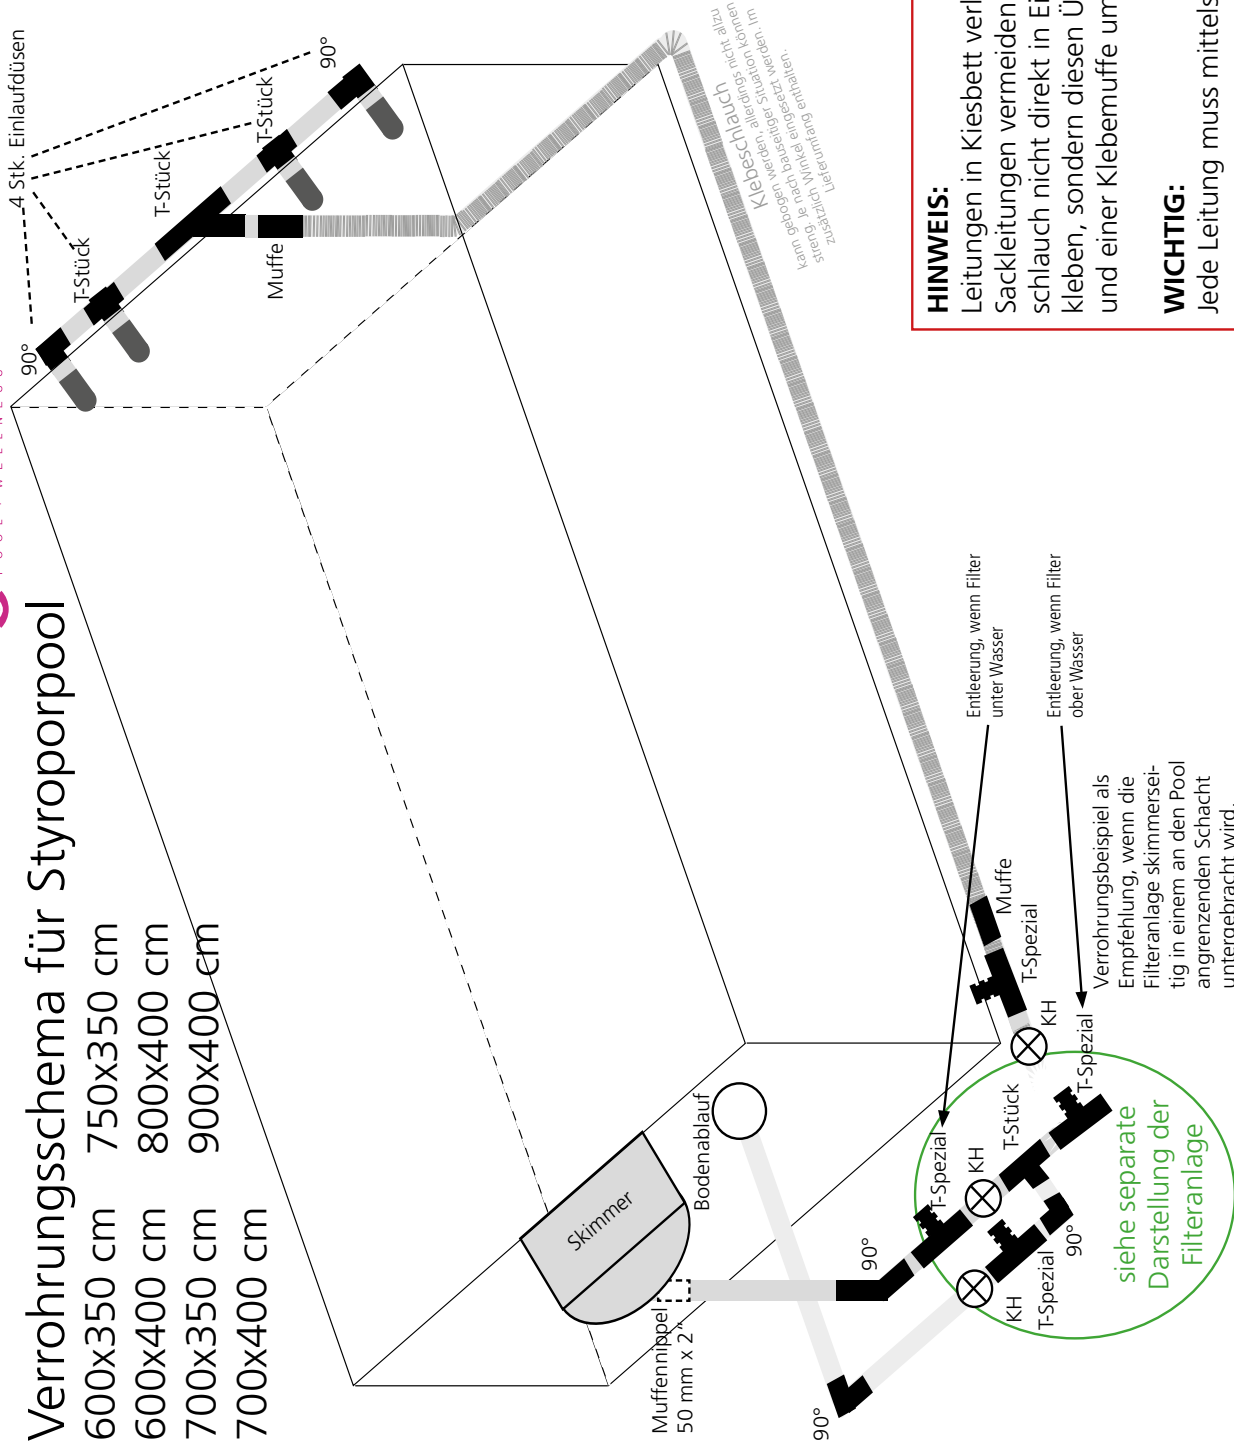 Verrohrungsschema für Styroporpool
600x350 cm 750x350 cm
600x400 cm 800x400 cm
700x350 cm 900x400 cm
700x400 cm
4 Stk. Einlaufdüsen
90°
T-Stück
T-Stück
T-Stück
90°
Muffe
Klebeschlauch
kann gebogen werden, allerdings nicht allzu
streng. Je nach bauseitiger Situation können
zusätzlich Winkel eingesetzt werden. Im
Lieferumfang enthalten.
Skimmer
Muffennippel
50 mm x 2“
Bodenablauf
90°
90°
T-Spezial
KH
T-Stück
T-Spezial
KH
T-Spezial
90°
KH
T-Spezial
Muffe
siehe separate
Darstellung der
Filteranlage
Entleerung, wenn Filter
unter Wasser
Entleerung, wenn Filter
ober Wasser
Verrohrungsbeispiel als
Empfehlung, wenn die
Filteranlage skimmersei-
tig in einem an den Pool
angrenzenden Schacht
untergebracht wird.
HINWEIS:
Leitungen in Kiesbett verl
Sackleitungen vermeiden
schlauch nicht direkt in Ei
kleben, sondern diesen Ü
und einer Klebemuffe um
WICHTIG:
Jede Leitung muss mittels